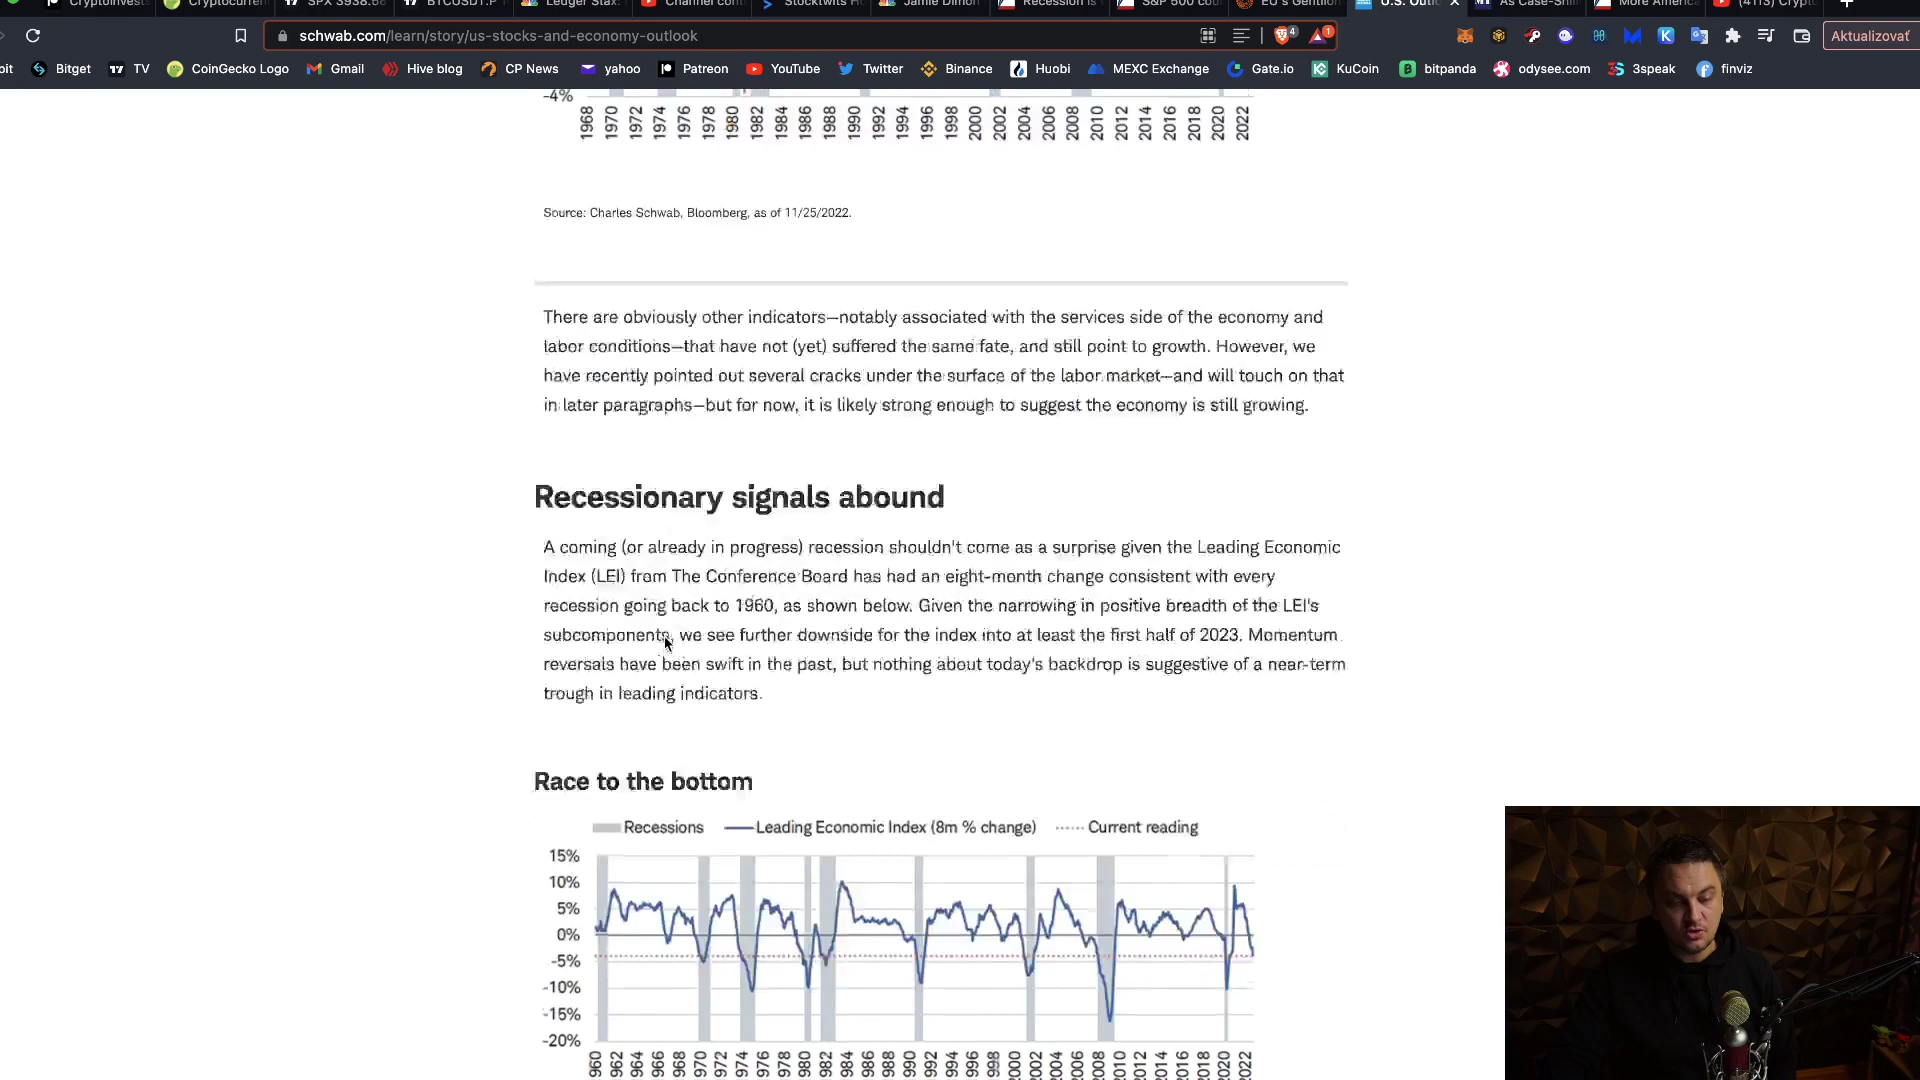 Cryptoinvest
Cryptocurren
SPX 3938.58
BTCUSDT.P
Ledger Stax:
Channel cont
Stocktwits H
Jamie Dimon
Recession is
S&P 500 cou
EU's Gentilon
U.S. Outlo
As Case-Shill
More America
(4113) Crypto
schwab.com/learn/story/us-stocks-and-economy-outlook
4
1
Aktualizovať
Bitget
TV
CoinGecko Logo
Gmail
Hive blog
CP News
yahoo
Patreon
YouTube
Twitter
Binance
Huobi
MEXC Exchange
Gate.io
KuCoin
bitpanda
odysee.com
3speak
finviz
-4%
1968 1970 1972 1974 1976 1978 1980 1982 1984 1986 1988 1990 1992 1994 1996 1998 2000 2002 2004 2006 2008 2010 2012 2014 2016 2018 2020 2022
Source: Charles Schwab, Bloomberg, as of 11/25/2022.
There are obviously other indicators—notably associated with the services side of the economy and
labor conditions—that have not (yet) suffered the same fate, and still point to growth. However, we
have recently pointed out several cracks under the surface of the labor market—and will touch on that
in later paragraphs—but for now, it is likely strong enough to suggest the economy is still growing.
Recessionary signals abound
A coming (or already in progress) recession shouldn't come as a surprise given the Leading Economic
Index (LEI) from The Conference Board has had an eight-month change consistent with every
recession going back to 1960, as shown below. Given the narrowing in positive breadth of the LEI's
subcomponents, we see further downside for the index into at least the first half of 2023. Momentum
reversals have been swift in the past, but nothing about today's backdrop is suggestive of a near-term
trough in leading indicators.
Race to the bottom
Recessions Leading Economic Index (8m % change) Current reading
15%
10%
5%
0%
-5%
-10%
-15%
-20%
960 962 964 966 968 970 972 974 976 978 980 982 984 986 988 990 992 994 996 998 000 002 004 006 008 010 012 014 016 018 020 022